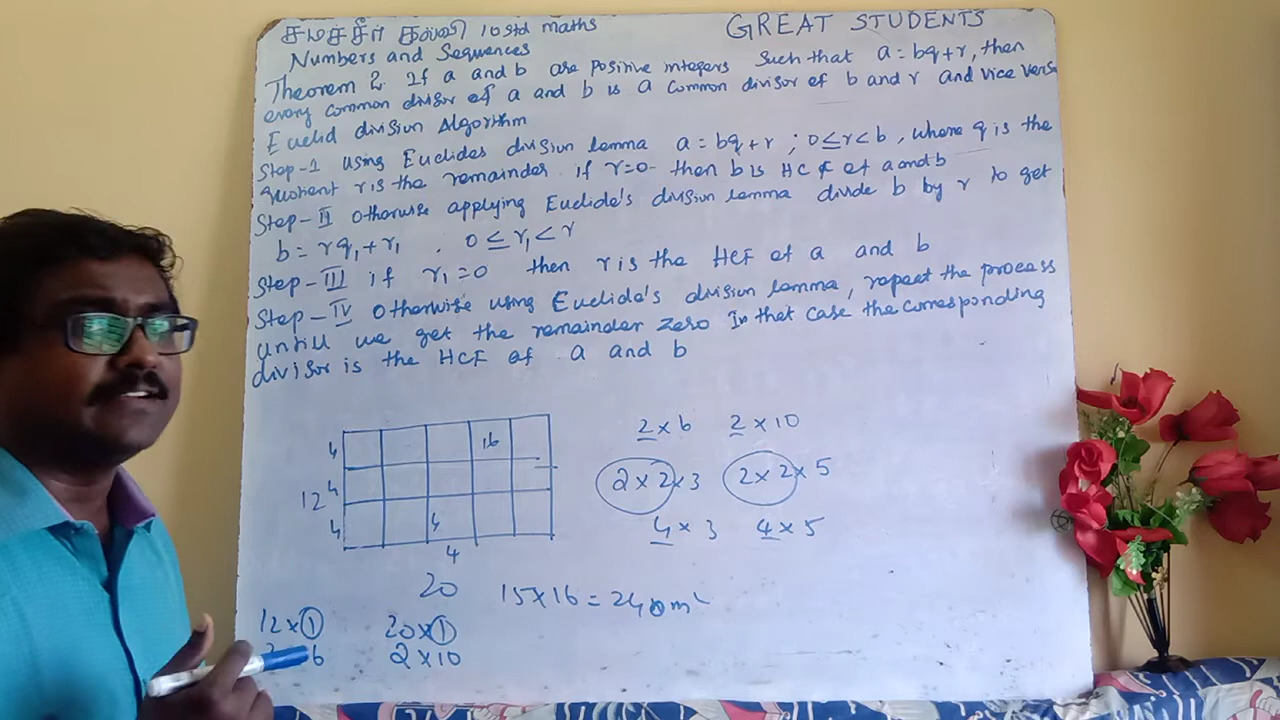 சமச்சீர் கல்வி 10 std maths
GREAT STUDENTS
Numbers and Sequences
Theorem 2 If a and b are positive integers such that a = bq + r, then
every common divisor of a and b is a common divisor of b and r and vice versa
Euclid division Algorithm
Step-I Using Euclides division lemma a = bq + r ; 0 ≤ r < b, where q is the
quotient r is the remainder. if r = 0 then b is HCF of a and b
Step-II Otherwise applying Euclide's division lemma divide b by r to get
b = rq₁ + r₁ . 0 ≤ r₁ < r
Step-III if r₁ = 0 then r is the HCF of a and b
Step-IV Otherwise using Euclide's division lemma, repeat the process
untill we get the remainder zero In that case the corresponding
divisor is the HCF of a and b
4 16
12 4
4 4
4
20
2 × 6 2 × 10
2 × 2 × 3 2 × 2 × 5
4 × 3 4 × 5
15 × 16 = 240 m²
12 × 1 20 × 1
6 2 × 10